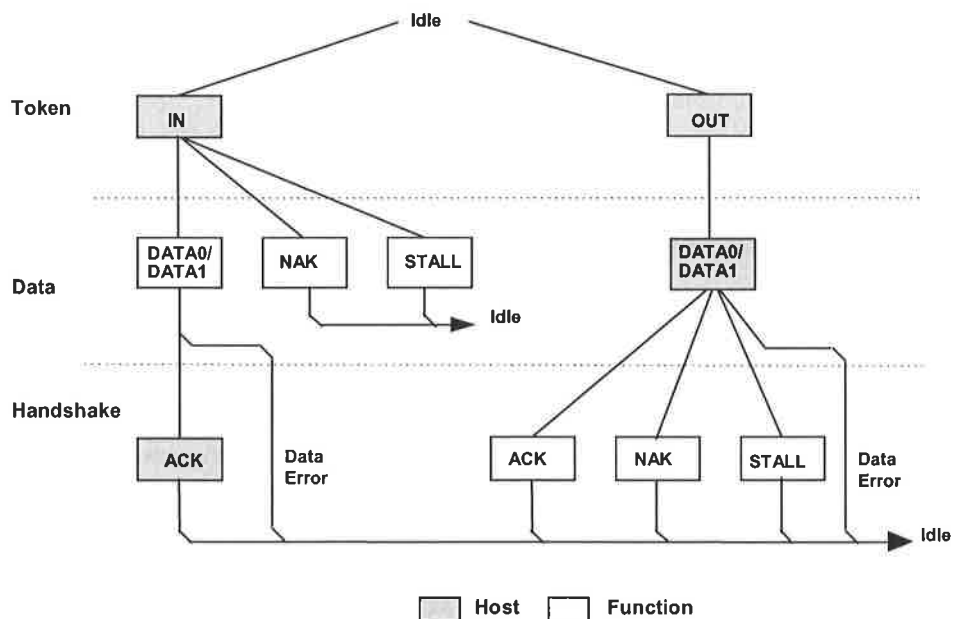 Idle
Token
IN
OUT
DATA0/
DATA1
NAK
STALL
DATA0/
DATA1
Data
Idle
Handshake
ACK
Data
Error
ACK
NAK
STALL
Data
Error
Idle
Host
Function